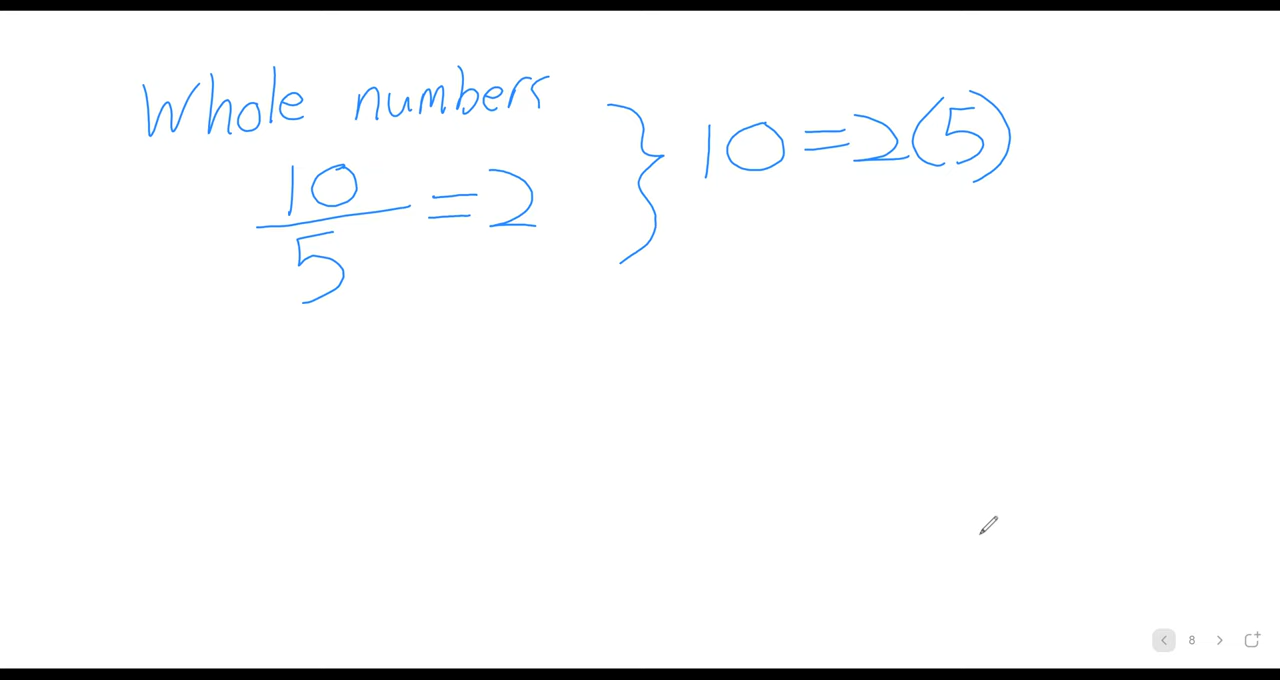 Whole numbers
10/5 = 2 } 10 = 2(5)
8